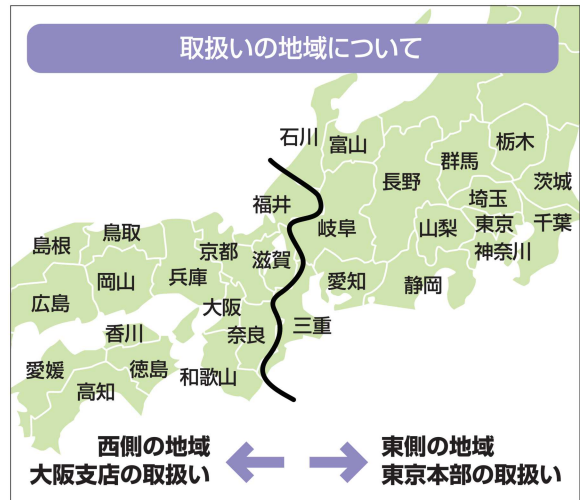 取扱いの地域について
石川
富山
栃木
群馬
長野
茨城
福井
埼玉
岐阜
山梨
東京
千葉
神奈川
鳥取
島根
京都
滋賀
兵庫
岡山
愛知
静岡
広島
大阪
奈良
三重
香川
愛媛
徳島
高知
和歌山
西側の地域
大阪支店の取扱い
東側の地域
東京本部の取扱い